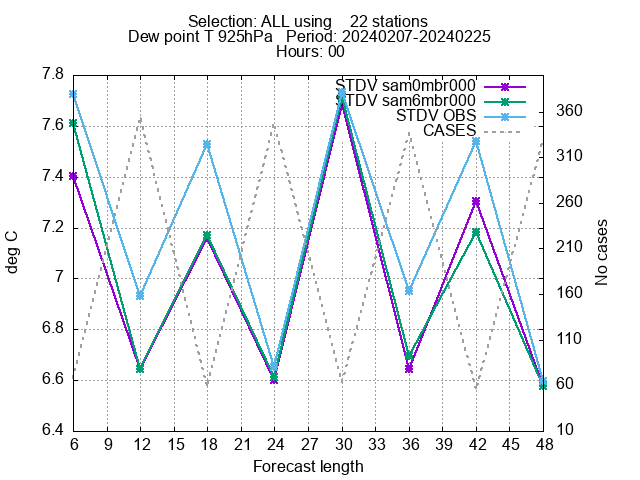 Selection: ALL using    22 stations
Dew point T 925hPa   Period: 20240207-20240225
Hours: 00
STDV sam0mbr000
STDV sam6mbr000
STDV OBS
CASES
deg C
7.8
7.6
7.4
7.2
7
6.8
6.6
6.4
360
310
260
210
160
110
60
10
No cases
6 9 12 15 18 21 24 27 30 33 36 39 42 45 48
Forecast length